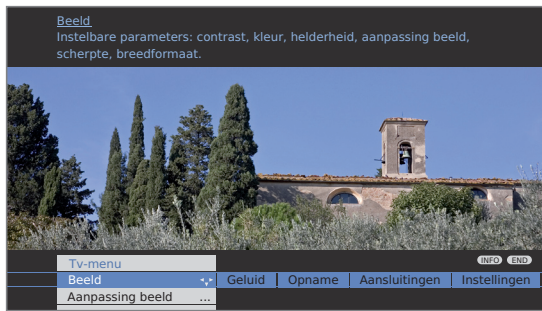 Beeld
Instelbare parameters: contrast, kleur, helderheid, aanpassing beeld,
scherpte, breedformaat.
Tv-menu
INFO END
Beeld Geluid Opname Aansluitingen Instellingen
Aanpassing beeld ...